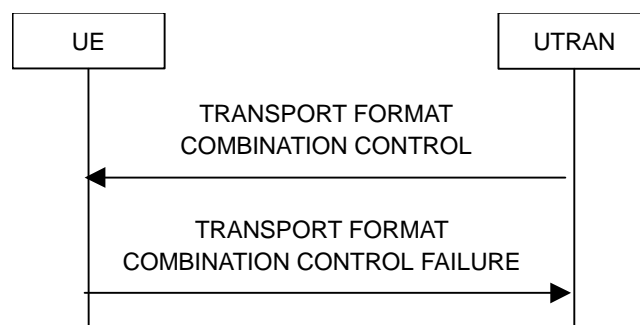 UE
UTRAN
TRANSPORT FORMAT
COMBINATION CONTROL
TRANSPORT FORMAT
COMBINATION CONTROL FAILURE